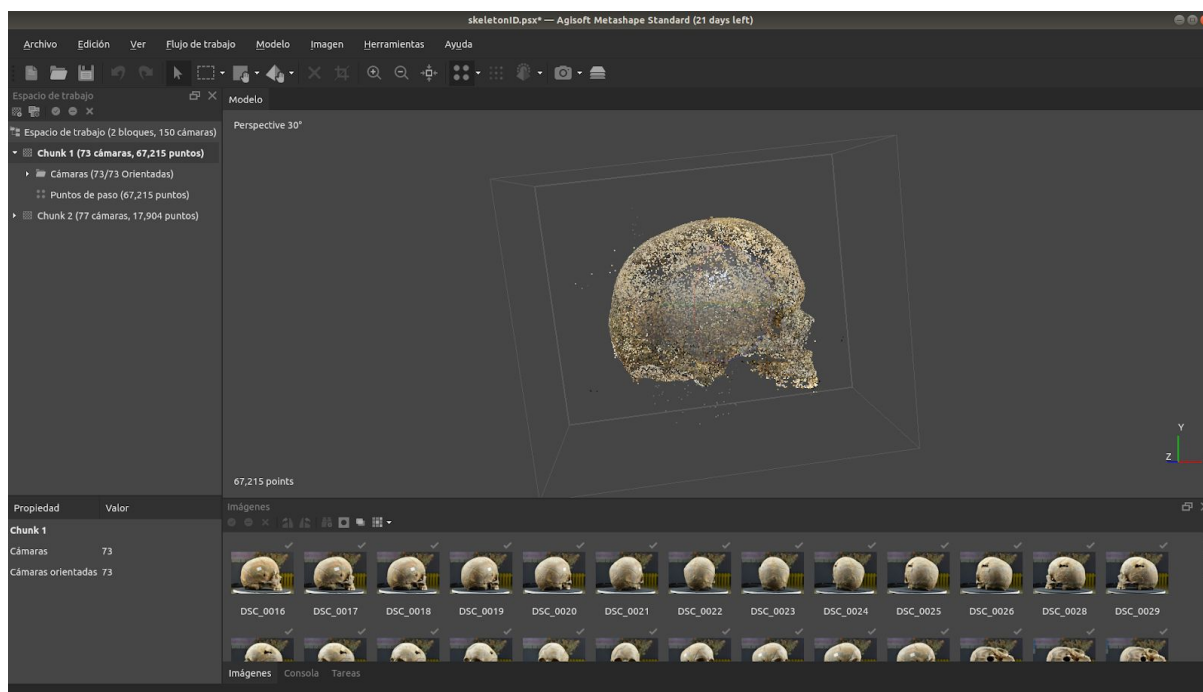 skeletonID.psx* — Agisoft Metashape Standard (21 days left)
Archivo Edición Ver Flujo de trabajo Modelo Imagen Herramientas Ayuda
Espacio de trabajo
Modelo
Espacio de trabajo (2 bloques, 150 cámaras)
Chunk 1 (73 cámaras, 67,215 puntos)
Cámaras (73/73 Orientadas)
Puntos de paso (67,215 puntos)
Chunk 2 (77 cámaras, 17,904 puntos)
Perspective 30°
Y
Z
67,215 points
Propiedad Valor
Chunk 1
Cámaras 73
Cámaras orientadas 73
Imágenes
DSC_0016 DSC_0017 DSC_0018 DSC_0019 DSC_0020 DSC_0021 DSC_0022 DSC_0023 DSC_0024 DSC_0025 DSC_0026 DSC_0028 DSC_0029
Imágenes Consola Tareas